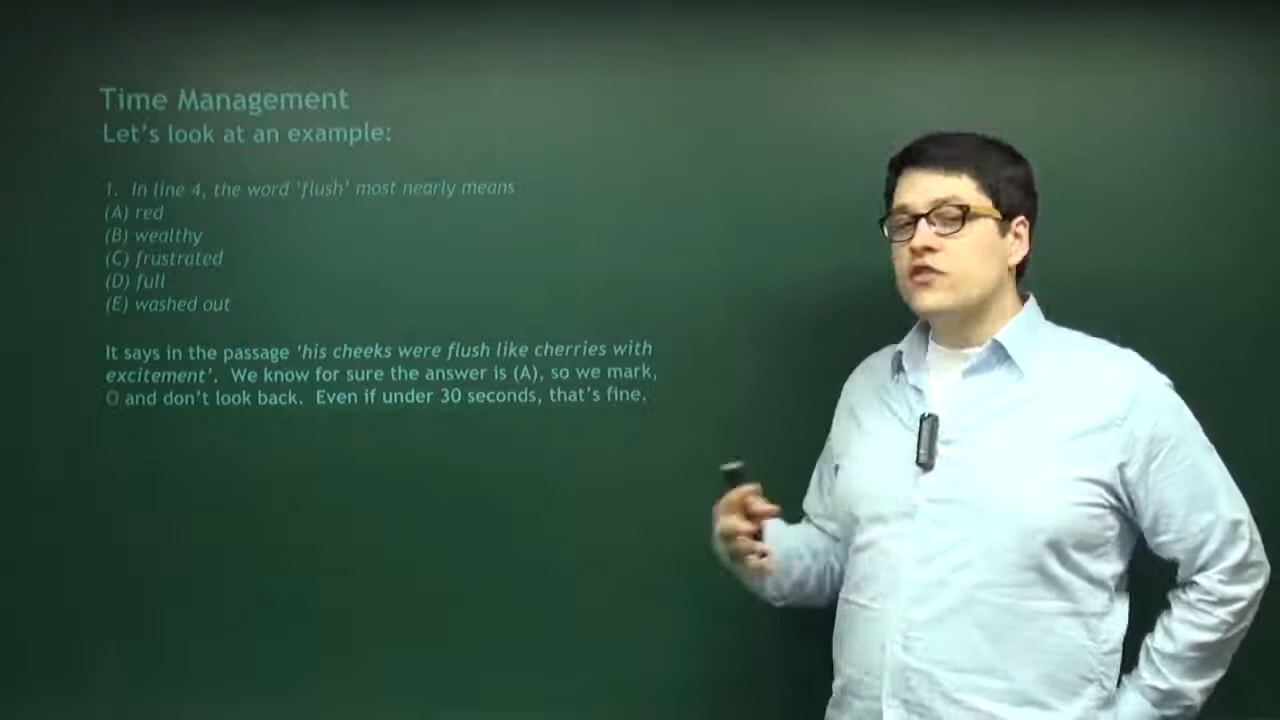 Time Management
Let's look at an example:
1. In line 4, the word 'flush' most nearly means
(A) red
(B) wealthy
(C) frustrated
(D) full
(E) washed out
It says in the passage 'his cheeks were flush like cherries with
excitement'. We know for sure the answer is (A), so we mark,
O and don't look back. Even if under 30 seconds, that's fine.